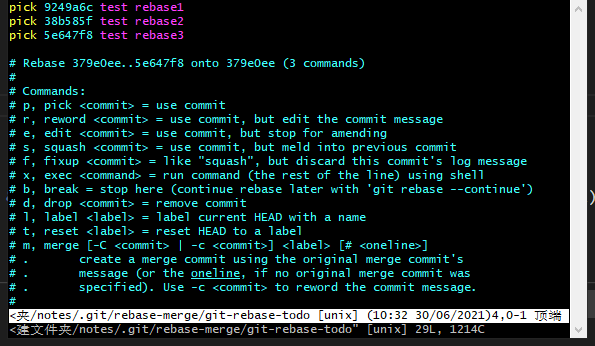 pick 9249a6c test rebase1
pick 38b585f test rebase2
pick 5e647f8 test rebase3
# Rebase 379e0ee..5e647f8 onto 379e0ee (3 commands)
#
# Commands:
# p, pick <commit> = use commit
# r, reword <commit> = use commit, but edit the commit message
# e, edit <commit> = use commit, but stop for amending
# s, squash <commit> = use commit, but meld into previous commit
# f, fixup <commit> = like "squash", but discard this commit's log message
# x, exec <command> = run command (the rest of the line) using shell
# b, break = stop here (continue rebase later with 'git rebase --continue')
# d, drop <commit> = remove commit
# l, label <label> = label current HEAD with a name
# t, reset <label> = reset HEAD to a label
# m, merge [-C <commit> | -c <commit>] <label> [# <oneline>]
# .       create a merge commit using the original merge commit's
# .       message (or the oneline, if no original merge commit was
# .       specified). Use -c <commit> to reword the commit message.
#
<夹/notes/.git/rebase-merge/git-rebase-todo [unix] (10:32 30/06/2021)4,0-1 顶端
<建文件夹/notes/.git/rebase-merge/git-rebase-todo" [unix] 29L, 1214C